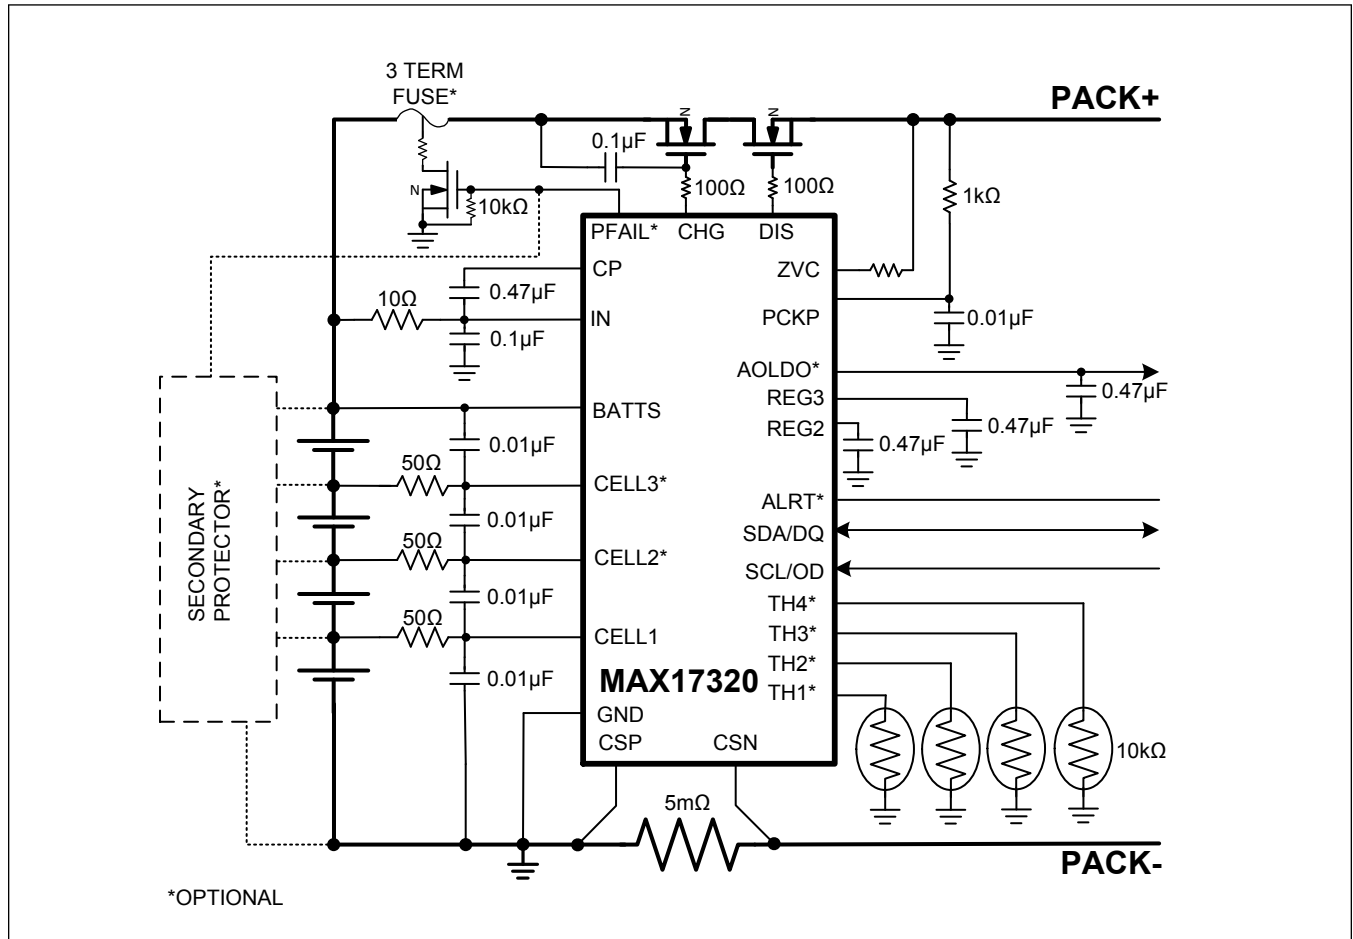 3 TERM
FUSE*
PACK+
N
N
0.1µF
100Ω
100Ω
1kΩ
N
10kΩ
PFAIL*
CHG
DIS
CP
ZVC
0.47µF
10Ω
IN
PCKP
0.01µF
0.1µF
AOLDO*
0.47µF
REG3
BATTS
REG2
0.47µF
0.47µF
0.01µF
50Ω
CELL3*
ALRT*
0.01µF
SDA/DQ
50Ω
CELL2*
SCL/OD
SECONDARY
PROTECTOR*
0.01µF
TH4*
50Ω
CELL1
TH3*
TH2*
0.01µF
MAX17320
TH1*
GND
CSP
CSN
10kΩ
5mΩ
PACK-
*OPTIONAL